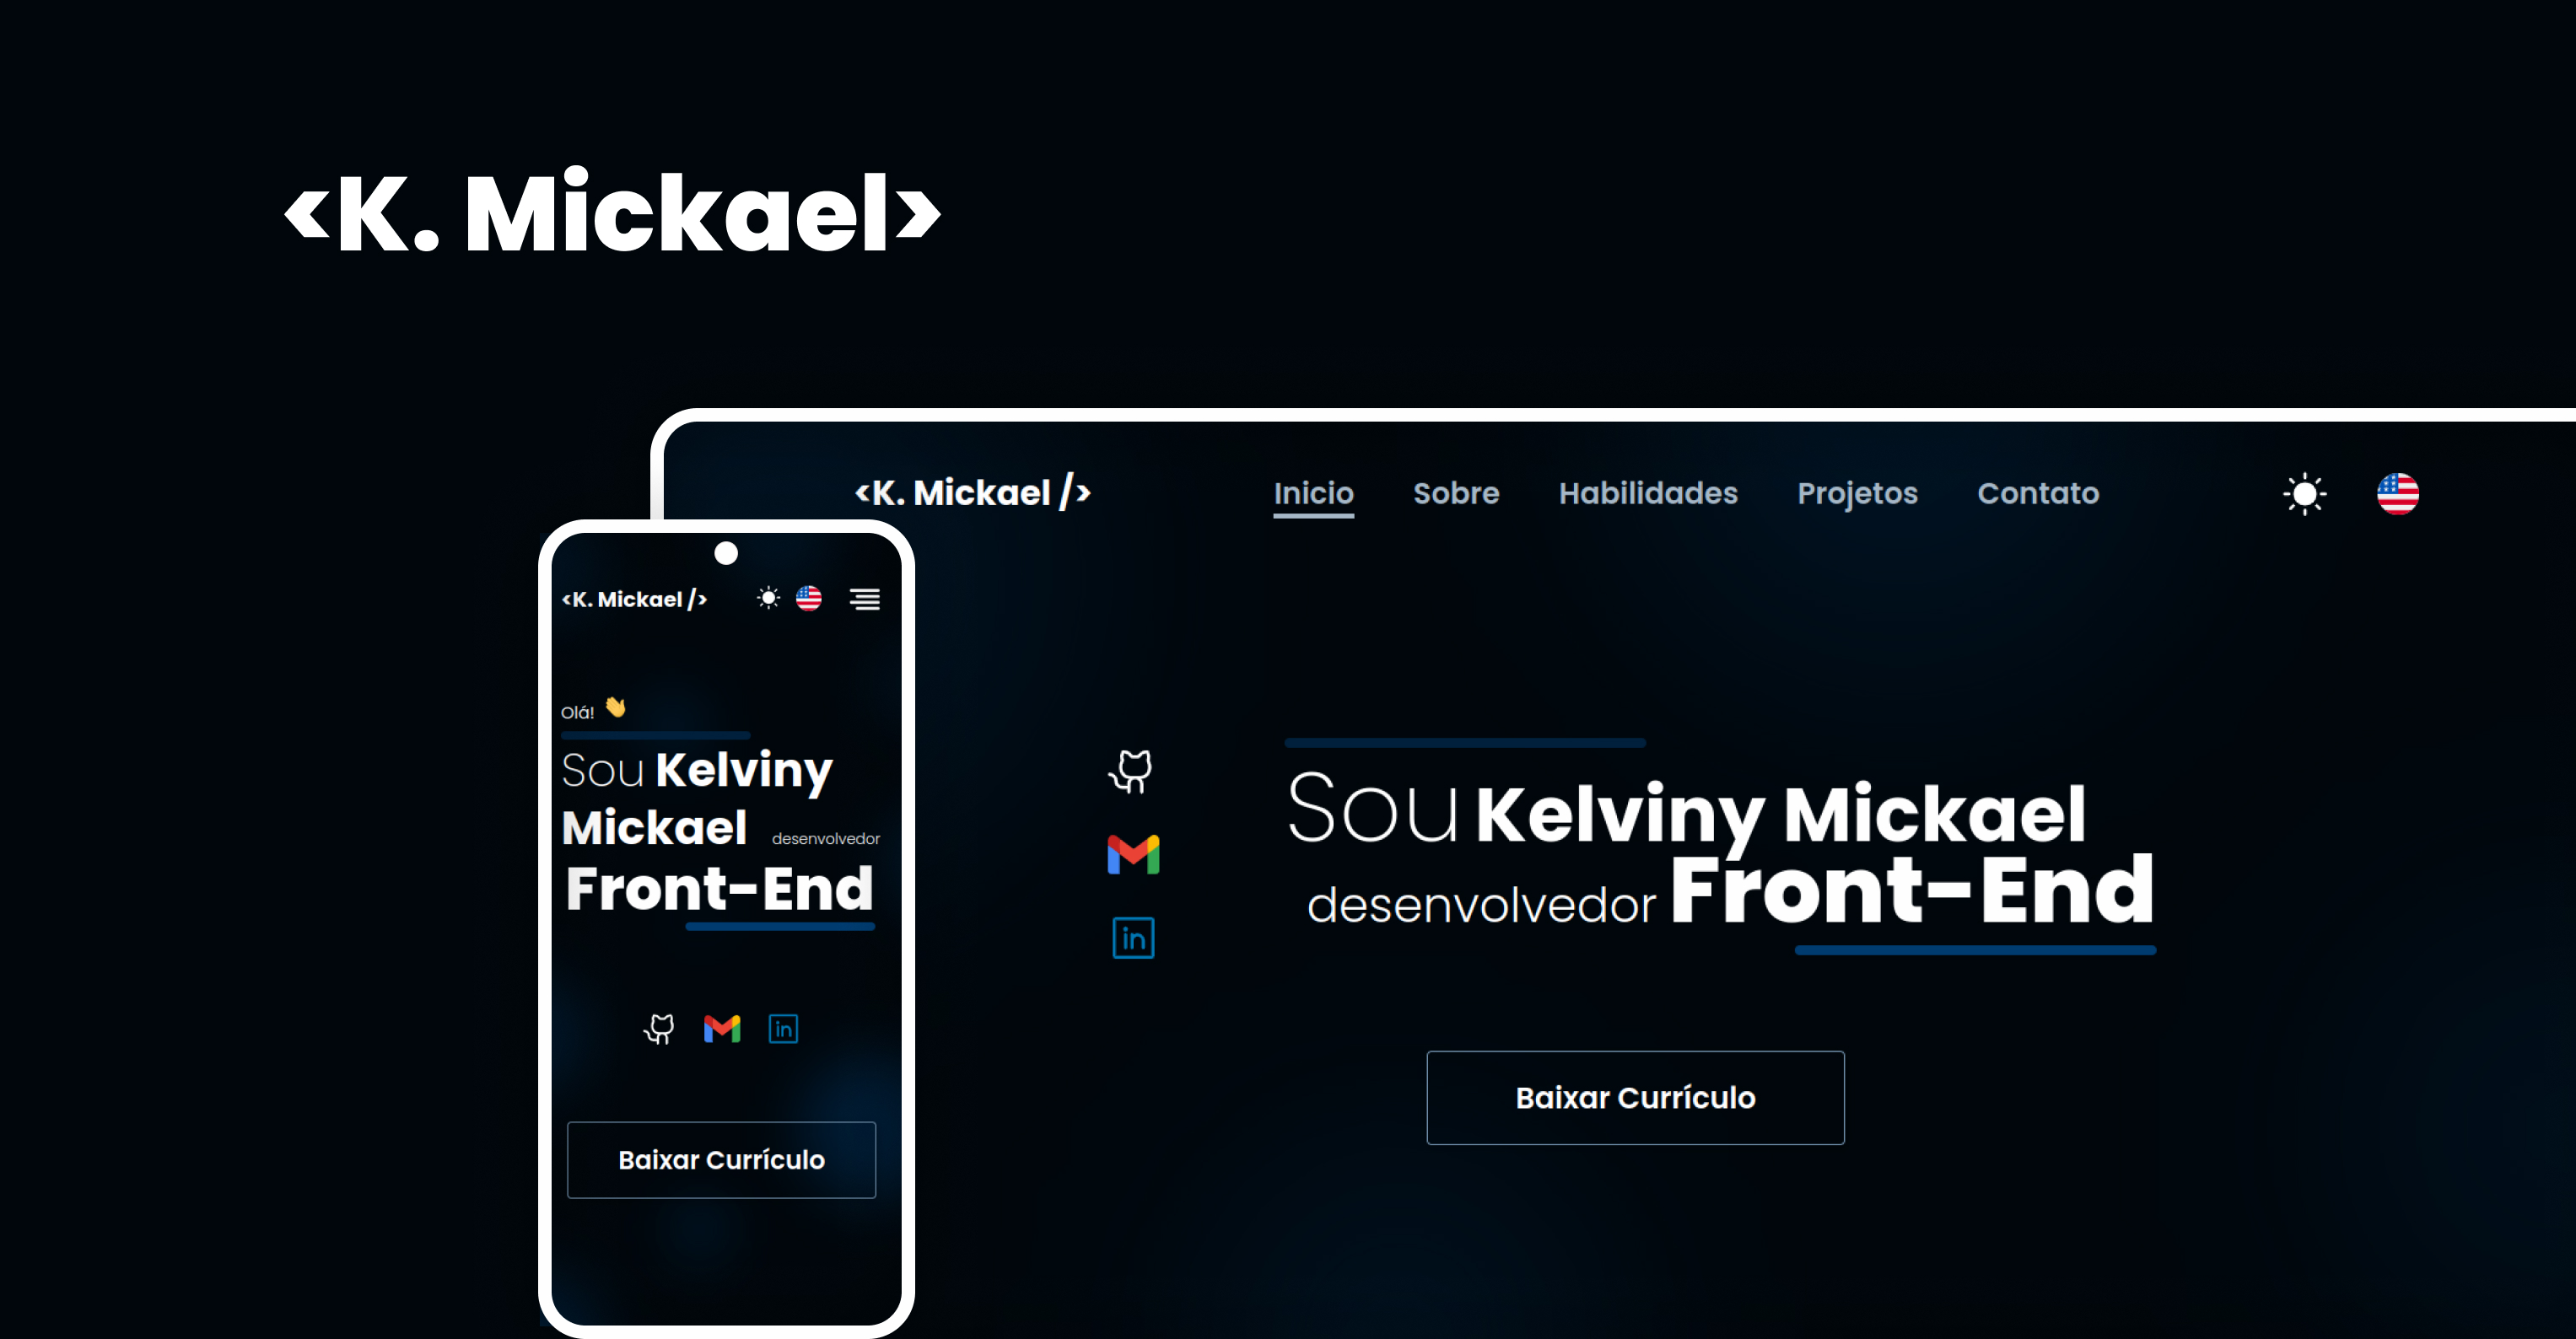 <K. Mickael>
<K. Mickael />
Inicio Sobre Habilidades Projetos Contato
Sou Kelviny Mickael
desenvolvedor Front-End
in
Baixar Currículo
<K. Mickael />
Olá!
Sou Kelviny
Mickael desenvolvedor
Front-End
in
Baixar Currículo